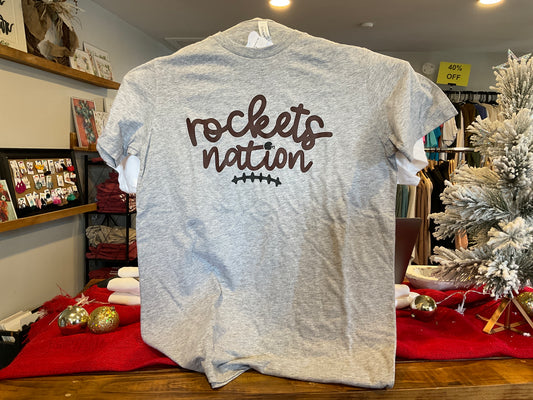 40%
OFF
rockets
nation